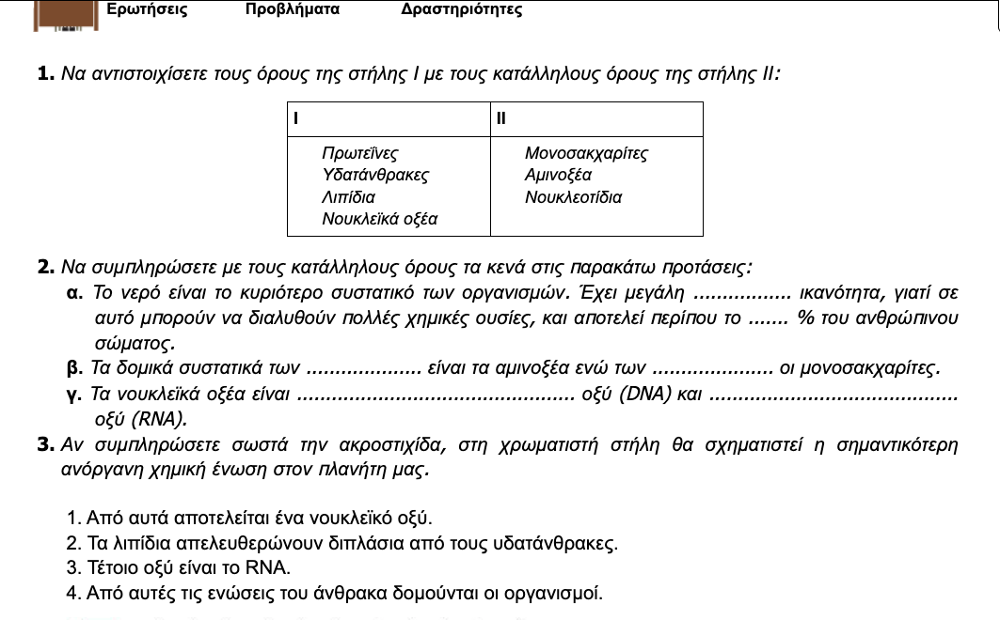 Ερωτήσεις Προβλήματα Δραστηριότητες
1. Να αντιστοιχίσετε τους όρους της στήλης Ι με τους κατάλληλους όρους της στήλης ΙΙ:
Ι ΙΙ
Πρωτεΐνες Μονοσακχαρίτες
Υδατάνθρακες Αμινοξέα
Λιπίδια Νουκλεοτίδια
Νουκλεϊκά οξέα
2. Να συμπληρώσετε με τους κατάλληλους όρους τα κενά στις παρακάτω προτάσεις:
α. Το νερό είναι το κυριότερο συστατικό των οργανισμών. Έχει μεγάλη ................. ικανότητα, γιατί σε
αυτό μπορούν να διαλυθούν πολλές χημικές ουσίες, και αποτελεί περίπου το ....... % του ανθρώπινου
σώματος.
β. Τα δομικά συστατικά των .................... είναι τα αμινοξέα ενώ των ..................... οι μονοσακχαρίτες.
γ. Τα νουκλεϊκά οξέα είναι ................................................ οξύ (DNA) και ...........................................
οξύ (RNA).
3. Αν συμπληρώσετε σωστά την ακροστιχίδα, στη χρωματιστή στήλη θα σχηματιστεί η σημαντικότερη
ανόργανη χημική ένωση στον πλανήτη μας.
1. Από αυτά αποτελείται ένα νουκλεϊκό οξύ.
2. Τα λιπίδια απελευθερώνουν διπλάσια από τους υδατάνθρακες.
3. Τέτοιο οξύ είναι το RNA.
4. Από αυτές τις ενώσεις του άνθρακα δομούνται οι οργανισμοί.